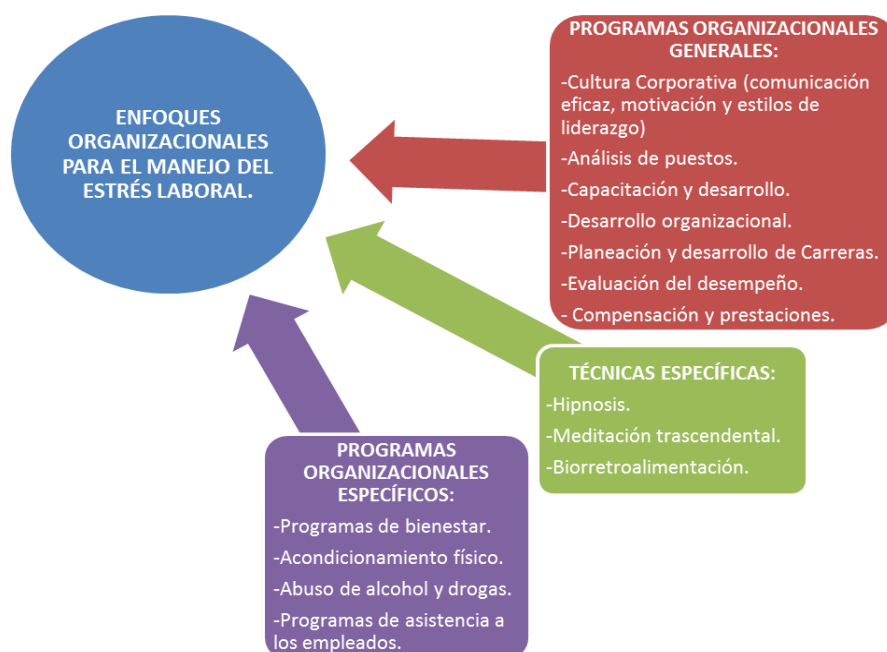 ENFOQUES
ORGANIZACIONALES
PARA EL MANEJO DEL
ESTRÉS LABORAL.
PROGRAMAS ORGANIZACIONALES
GENERALES:
-Cultura Corporativa (comunicación
eficaz, motivación y estilos de
liderazgo)
-Análisis de puestos.
-Capacitación y desarrollo.
-Desarrollo organizacional.
-Planeación y desarrollo de Carreras.
-Evaluación del desempeño.
- Compensación y prestaciones.
TÉCNICAS ESPECÍFICAS:
-Hipnosis.
-Meditación trascendental.
-Biorretroalimentación.
PROGRAMAS
ORGANIZACIONALES
ESPECÍFICOS:
-Programas de bienestar.
-Acondicionamiento físico.
-Abuso de alcohol y drogas.
-Programas de asistencia a
los empleados.